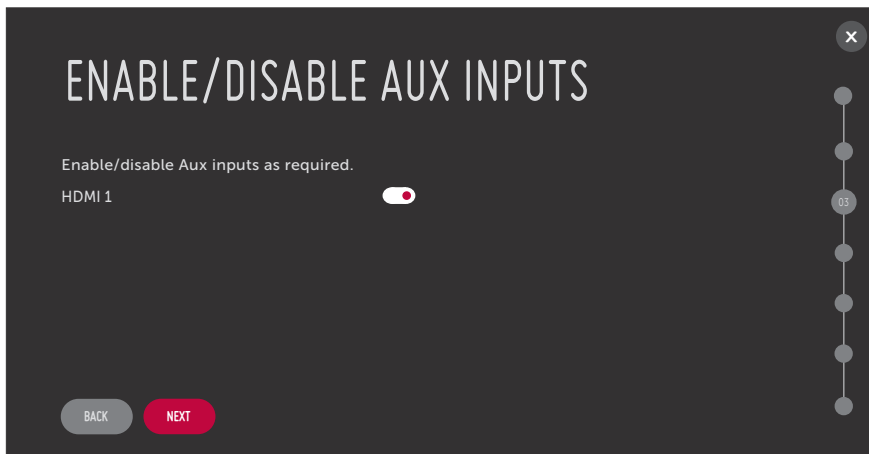 X
ENABLE/DISABLE AUX INPUTS
Enable/disable Aux inputs as required.
HDMI 1
03
BACK
NEXT